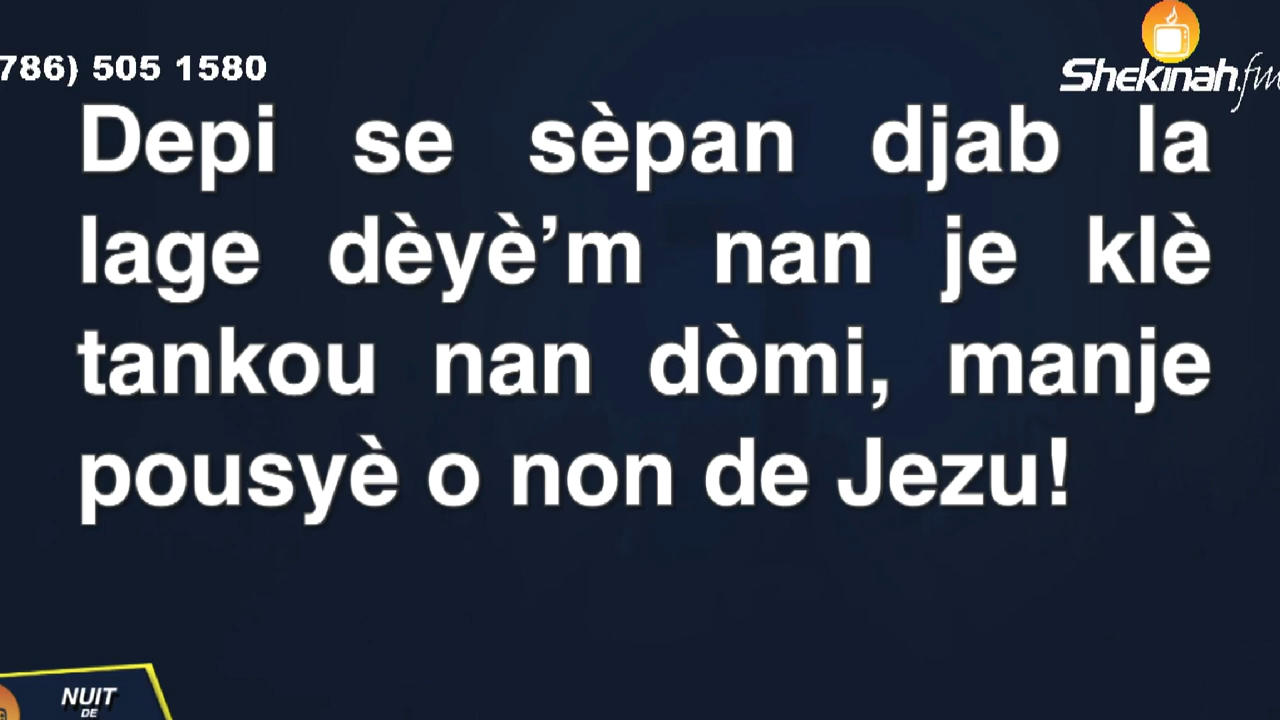 786) 505 1580
Shekinah.fm
Depi se sèpan djab la
lage dèyè’m nan je klè
tankou nan dòmi, manje
pousyè o non de Jezu!
NUIT
DE